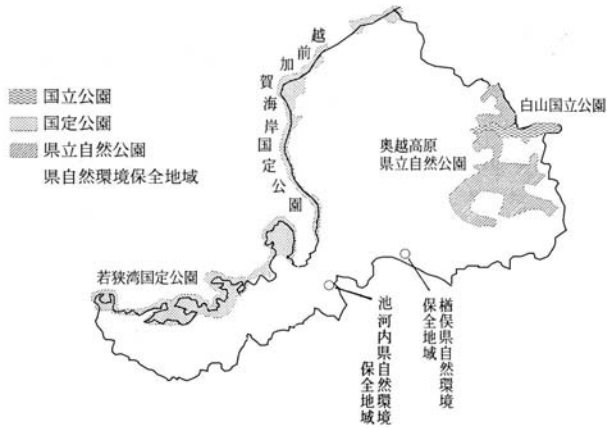 越前加賀海岸国定公園
国立公園
国定公園
県立自然公園
県自然環境保全地域
白山国立公園
奥越高原
県立自然公園
若狭湾国定公園
楢俣県自然環境
保全地域
池河内県自然環境
保全地域